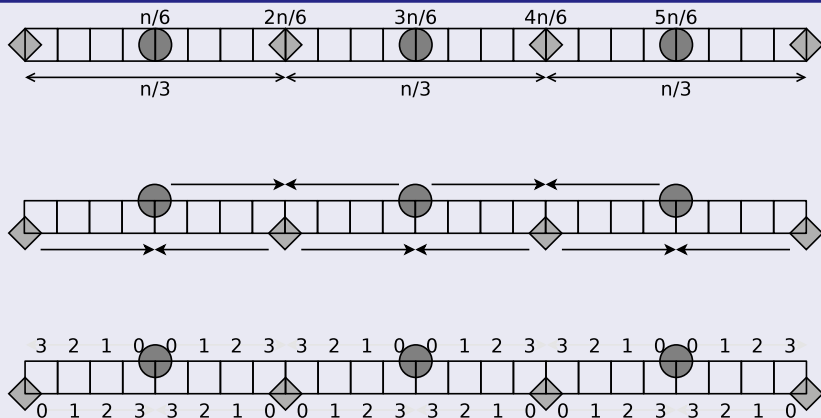 n/6 2n/6 3n/6 4n/6 5n/6
n/3 n/3 n/3
3 2 1 0 0 1 2 3 3 2 1 0 0 1 2 3 3 2 1 0 0 1 2 3
0 1 2 3 3 2 1 0 0 1 2 3 3 2 1 0 0 1 2 3 3 2 1 0